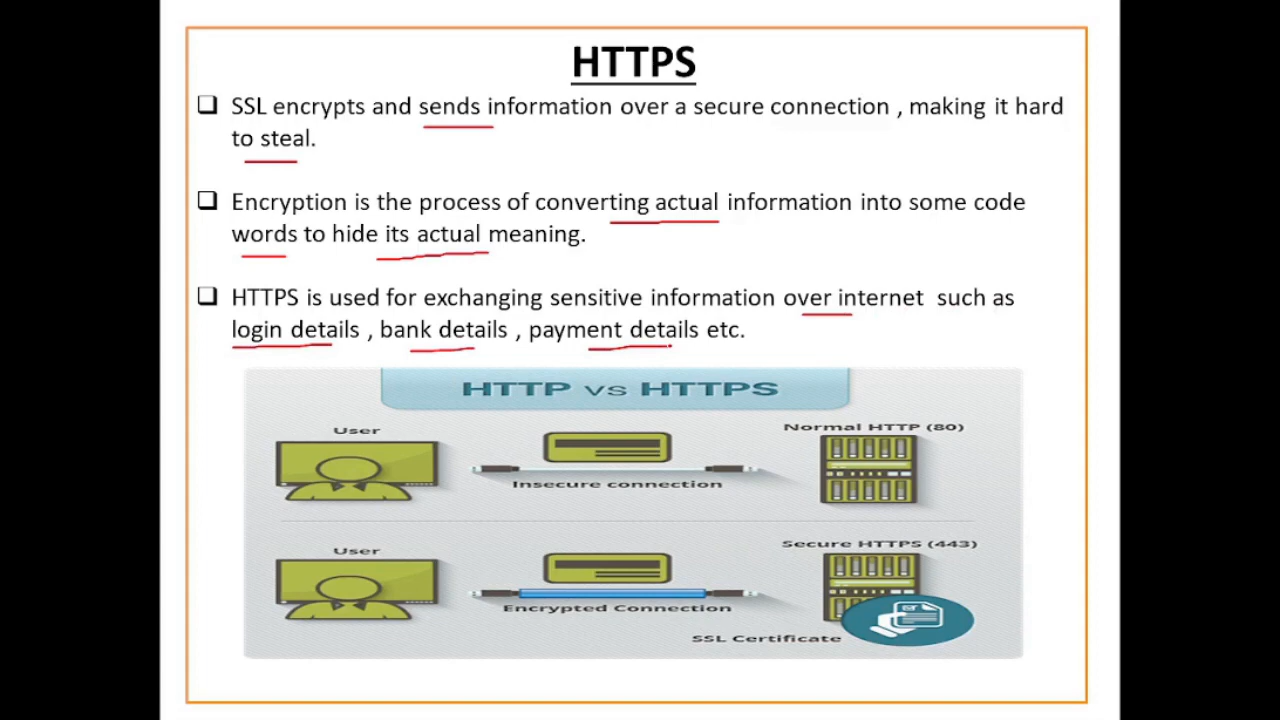 HTTPS
SSL encrypts and sends information over a secure connection , making it hard
to steal.
Encryption is the process of converting actual information into some code
words to hide its actual meaning.
HTTPS is used for exchanging sensitive information over internet such as
login details , bank details , payment details etc.
HTTP vs HTTPS
User
Normal HTTP (80)
Insecure connection
User
Secure HTTPS (443)
Encrypted Connection
SSL Certificate